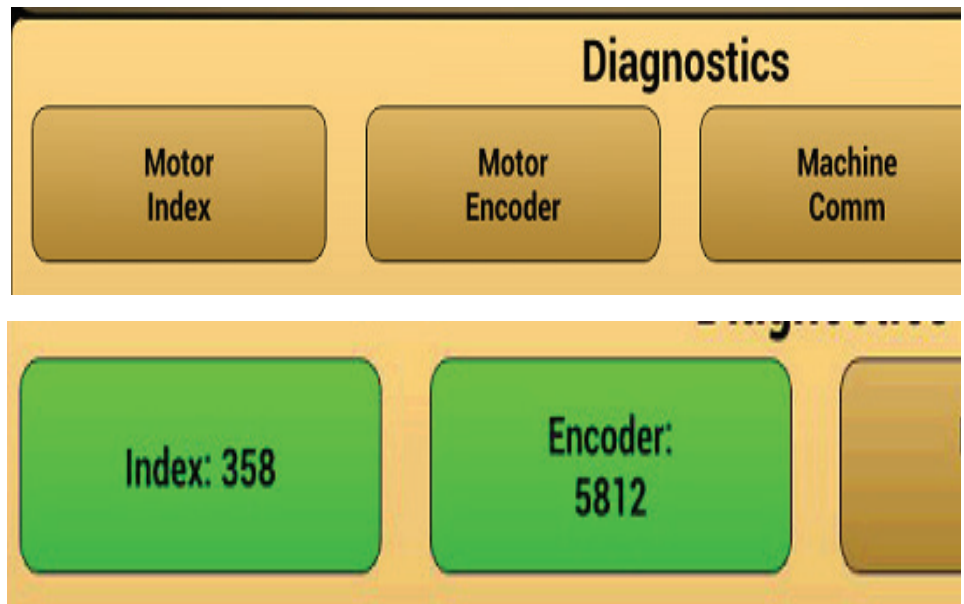 Diagnostics
Motor
Index
Motor
Encoder
Machine
Comm
Index: 358
Encoder:
5812